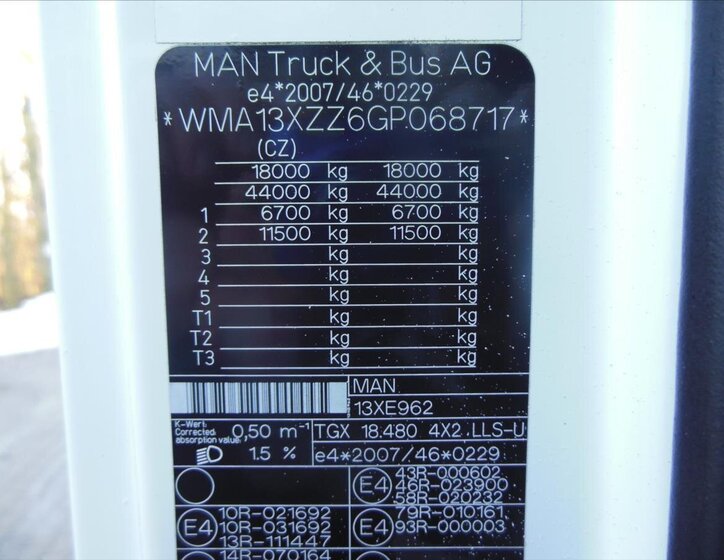 MAN Truck & Bus AG
e4*2007/46*0229
*WMA13XZZ6GP068717*
(CZ)
18000 kg 18000 kg
44000 kg 44000 kg
1 6700 kg 6700 kg
2 11500 kg 11500 kg
3 kg kg
4 kg kg
5 kg kg
T1 kg kg
T2 kg kg
T3 kg kg
MAN
13XE962
K-Wert
Corrected
absorption value
0,50 m-1
TGX 18.480 4X2 .LLS-U
1.5 % e4*2007/46*0229
E4 43R-000602
46R-023900
58R-020232
E4 10R-021692
10R-031692
13R-111447
E4 79R-010161
93R-000003
14R-070164